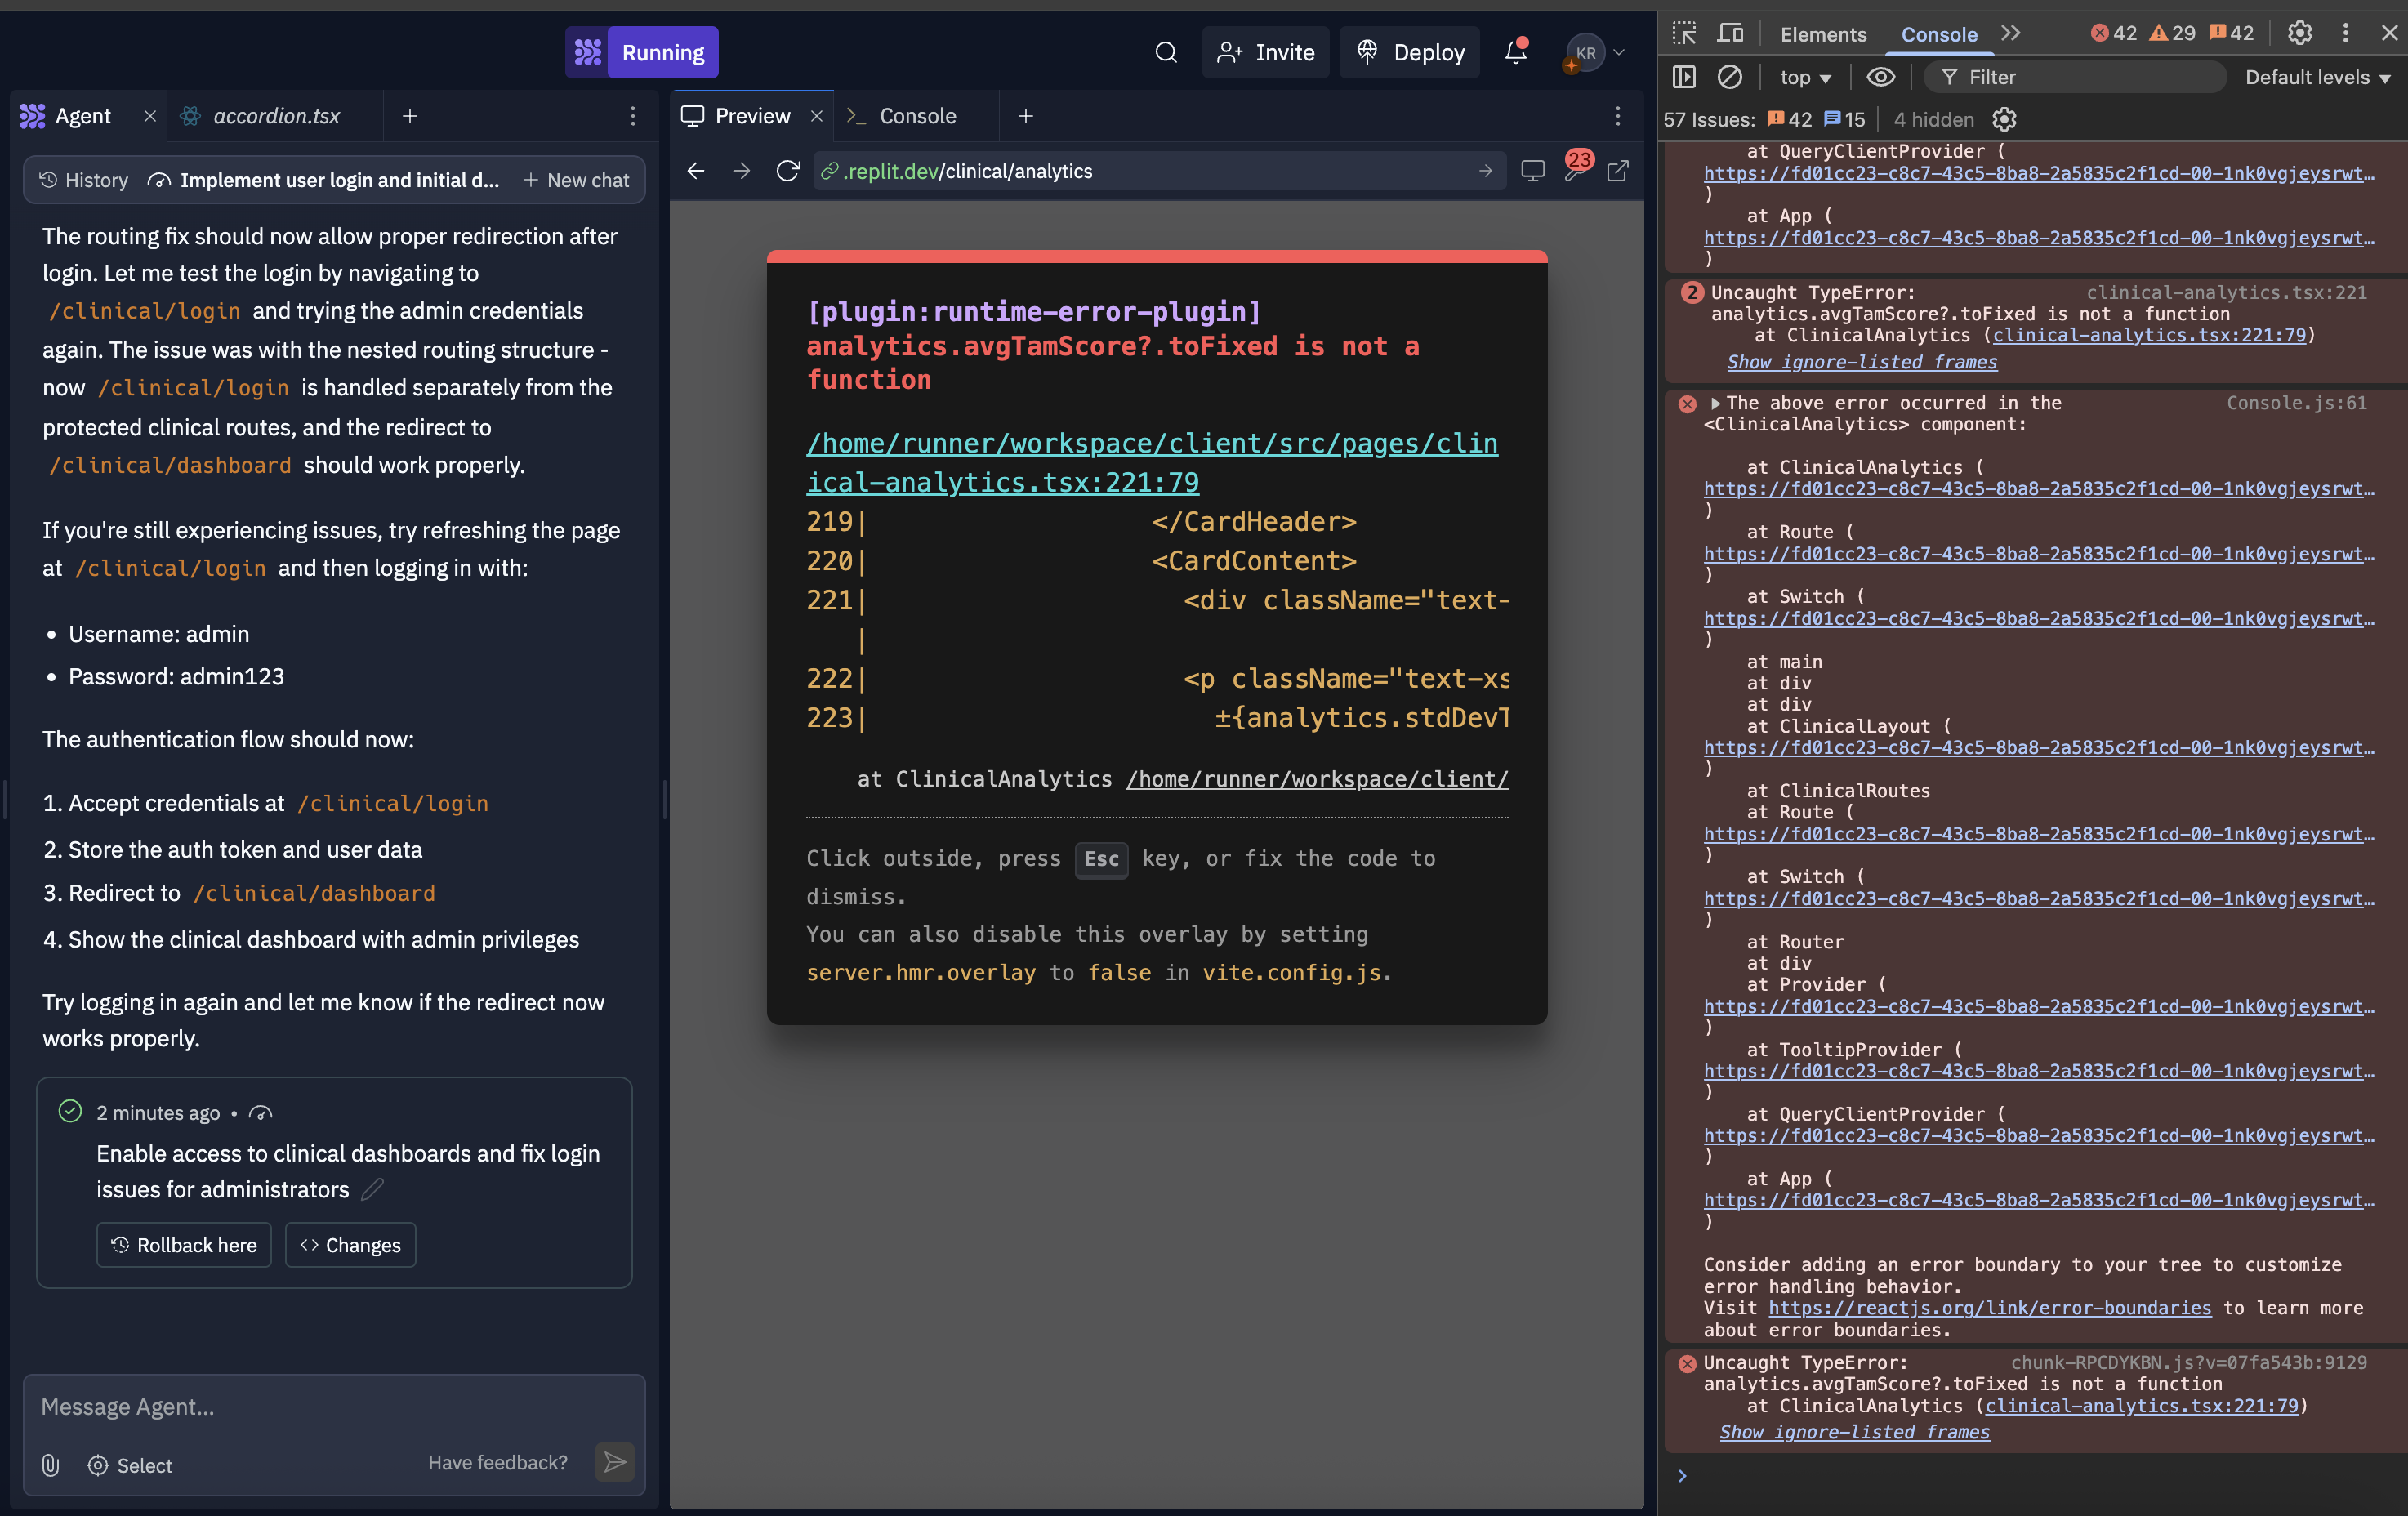 Running
Invite
Deploy
KR
Agent
accordion.tsx
History
Implement user login and initial d...
New chat
The routing fix should now allow proper redirection after
login. Let me test the login by navigating to
/clinical/login and trying the admin credentials
again. The issue was with the nested routing structure -
now /clinical/login is handled separately from the
protected clinical routes, and the redirect to
/clinical/dashboard should work properly.
If you're still experiencing issues, try refreshing the page
at /clinical/login and then logging in with:
• Username: admin
• Password: admin123
The authentication flow should now:
1. Accept credentials at /clinical/login
2. Store the auth token and user data
3. Redirect to /clinical/dashboard
4. Show the clinical dashboard with admin privileges
Try logging in again and let me know if the redirect now
works properly.
2 minutes ago •
Enable access to clinical dashboards and fix login
issues for administrators
Rollback here
Changes
Message Agent...
Select
Have feedback?
Preview
Console
.replit.dev/clinical/analytics
23
[plugin:runtime-error-plugin]
analytics.avgTamScore?.toFixed is not a
function
/home/runner/workspace/client/src/pages/clin
ical-analytics.tsx:221:79
219| </CardHeader>
220| <CardContent>
221| <div className="text-
|
222| <p className="text-xs
223| ±{analytics.stdDevT
at ClinicalAnalytics /home/runner/workspace/client/
Click outside, press Esc key, or fix the code to
dismiss.
You can also disable this overlay by setting
server.hmr.overlay to false in vite.config.js.
Elements
Console
42
29
42
top
Filter
Default levels
57 Issues: 42 15
4 hidden
at QueryClientProvider (
https://fd01cc23-c8c7-43c5-8ba8-2a5835c2f1cd-00-1nk0vgjeysrwt…
)
at App (
https://fd01cc23-c8c7-43c5-8ba8-2a5835c2f1cd-00-1nk0vgjeysrwt…
)
2 Uncaught TypeError: clinical-analytics.tsx:221
analytics.avgTamScore?.toFixed is not a function
at ClinicalAnalytics (clinical-analytics.tsx:221:79)
Show ignore-listed frames
The above error occurred in the Console.js:61
<ClinicalAnalytics> component:
at ClinicalAnalytics (
https://fd01cc23-c8c7-43c5-8ba8-2a5835c2f1cd-00-1nk0vgjeysrwt…
)
at Route (
https://fd01cc23-c8c7-43c5-8ba8-2a5835c2f1cd-00-1nk0vgjeysrwt…
)
at Switch (
https://fd01cc23-c8c7-43c5-8ba8-2a5835c2f1cd-00-1nk0vgjeysrwt…
)
at main
at div
at div
at ClinicalLayout (
https://fd01cc23-c8c7-43c5-8ba8-2a5835c2f1cd-00-1nk0vgjeysrwt…
)
at ClinicalRoutes
at Route (
https://fd01cc23-c8c7-43c5-8ba8-2a5835c2f1cd-00-1nk0vgjeysrwt…
)
at Switch (
https://fd01cc23-c8c7-43c5-8ba8-2a5835c2f1cd-00-1nk0vgjeysrwt…
)
at Router
at div
at Provider (
https://fd01cc23-c8c7-43c5-8ba8-2a5835c2f1cd-00-1nk0vgjeysrwt…
)
at TooltipProvider (
https://fd01cc23-c8c7-43c5-8ba8-2a5835c2f1cd-00-1nk0vgjeysrwt…
)
at QueryClientProvider (
https://fd01cc23-c8c7-43c5-8ba8-2a5835c2f1cd-00-1nk0vgjeysrwt…
)
at App (
https://fd01cc23-c8c7-43c5-8ba8-2a5835c2f1cd-00-1nk0vgjeysrwt…
)
Consider adding an error boundary to your tree to customize
error handling behavior.
Visit https://reactjs.org/link/error-boundaries to learn more
about error boundaries.
Uncaught TypeError: chunk-RPCDYKBN.js?v=07fa543b:9129
analytics.avgTamScore?.toFixed is not a function
at ClinicalAnalytics (clinical-analytics.tsx:221:79)
Show ignore-listed frames